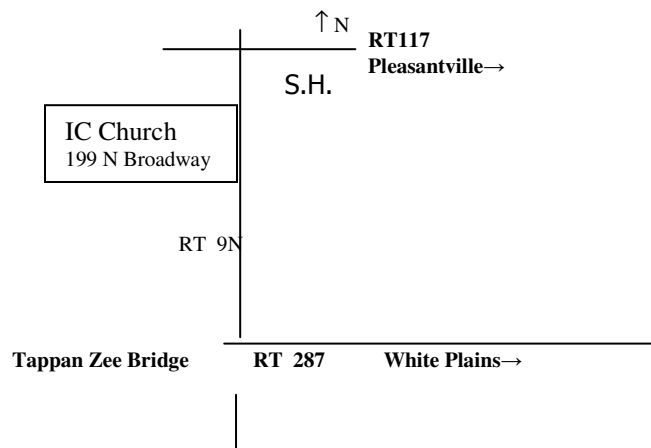 ↑ N
RT117
Pleasantville→
S.H.
IC Church
199 N Broadway
RT 9N
Tappan Zee Bridge RT 287 White Plains→